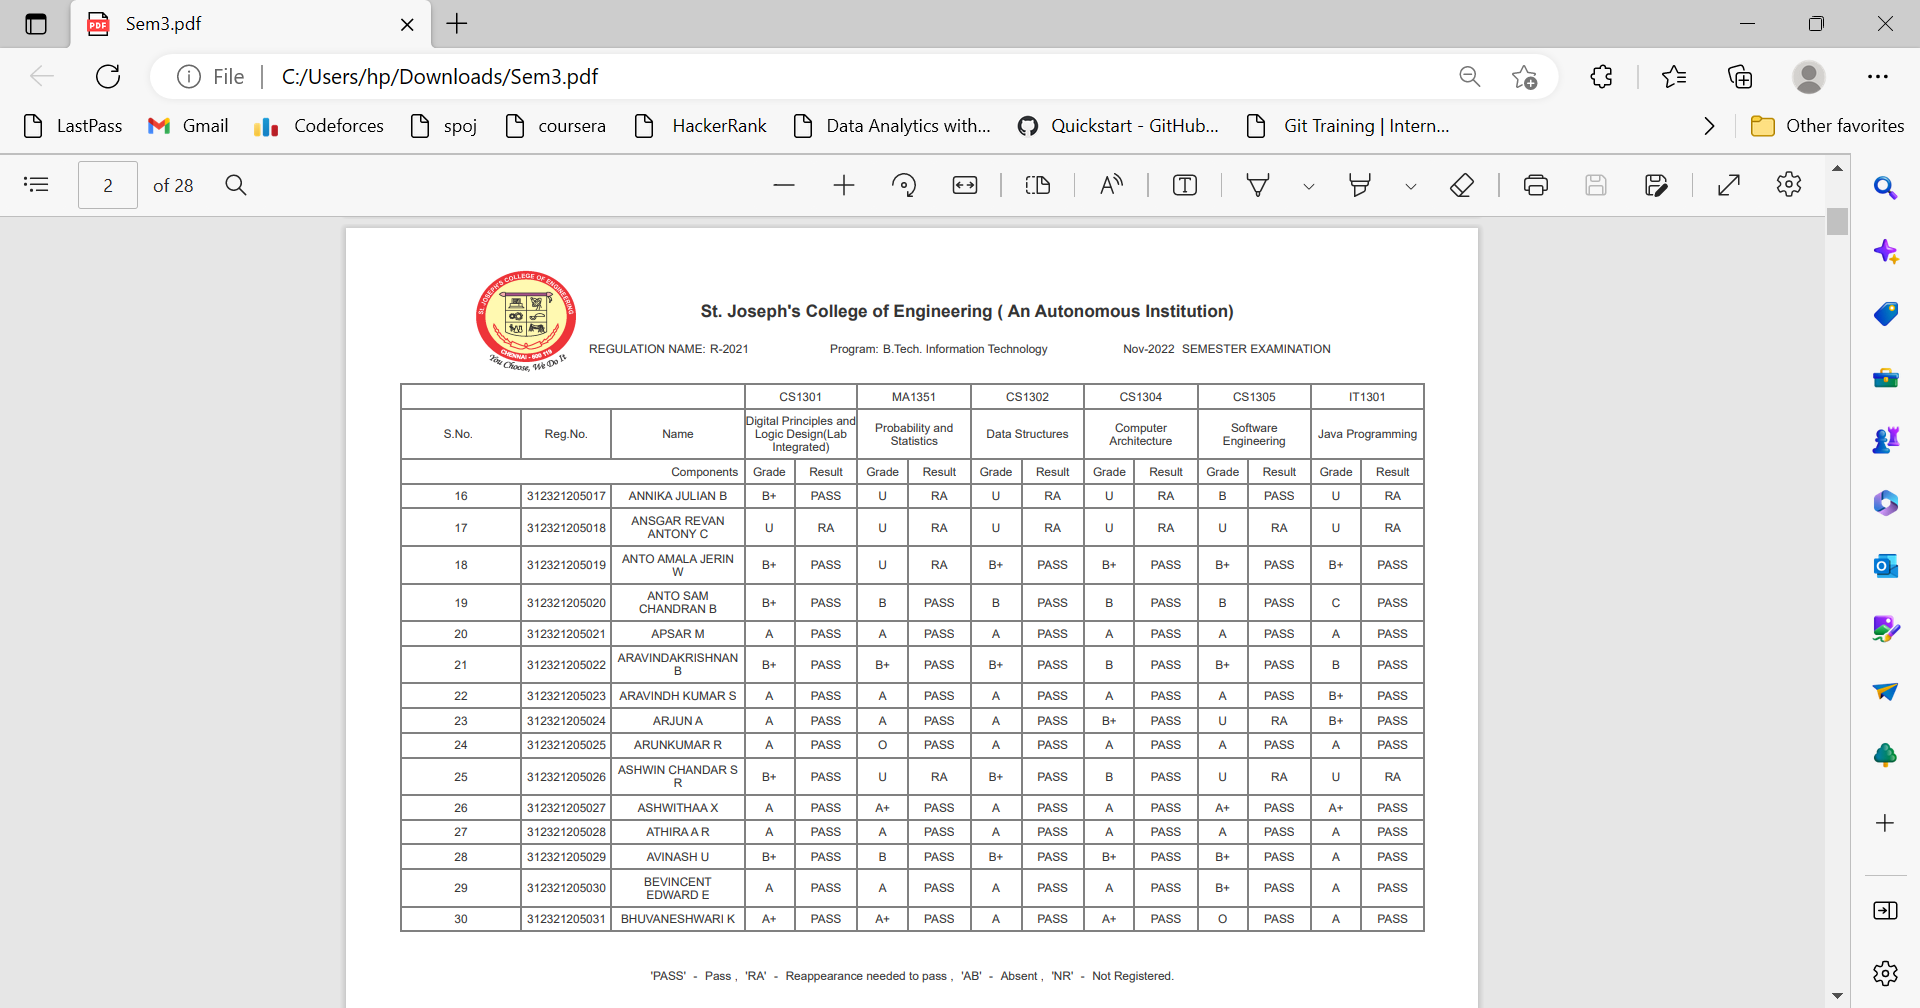 Sem3.pdf
File C:/Users/hp/Downloads/Sem3.pdf
LastPass Gmail Codeforces spoj coursera HackerRank Data Analytics with... Quickstart - GitHub... Git Training | Intern... Other favorites
2 of 28
ST. JOSEPH'S COLLEGE OF ENGINEERING
CHENNAI - 600 119
You Choose, We Do It
St. Joseph's College of Engineering ( An Autonomous Institution)
REGULATION NAME: R-2021 Program: B.Tech. Information Technology Nov-2022 SEMESTER EXAMINATION
CS1301 MA1351 CS1302 CS1304 CS1305 IT1301
S.No. Reg.No. Name Digital Principles and Logic Design(Lab Integrated) Probability and Statistics Data Structures Computer Architecture Software Engineering Java Programming
Components Grade Result Grade Result Grade Result Grade Result Grade Result Grade Result
16 312321205017 ANNIKA JULIAN B B+ PASS U RA U RA U RA B PASS U RA
17 312321205018 ANSGAR REVAN ANTONY C U RA U RA U RA U RA U RA U RA
18 312321205019 ANTO AMALA JERIN W B+ PASS U RA B+ PASS B+ PASS B+ PASS B+ PASS
19 312321205020 ANTO SAM CHANDRAN B B+ PASS B PASS B PASS B PASS B PASS C PASS
20 312321205021 APSAR M A PASS A PASS A PASS A PASS A PASS A PASS
21 312321205022 ARAVINDAKRISHNAN B B+ PASS B+ PASS B+ PASS B PASS B+ PASS B PASS
22 312321205023 ARAVINDH KUMAR S A PASS A PASS A PASS A PASS A PASS B+ PASS
23 312321205024 ARJUN A A PASS A PASS A PASS B+ PASS U RA B+ PASS
24 312321205025 ARUNKUMAR R A PASS O PASS A PASS A PASS A PASS A PASS
25 312321205026 ASHWIN CHANDAR S R B+ PASS U RA B+ PASS B PASS U RA U RA
26 312321205027 ASHWITHAA X A PASS A+ PASS A PASS A PASS A+ PASS A+ PASS
27 312321205028 ATHIRA A R A PASS A PASS A PASS A PASS A PASS A PASS
28 312321205029 AVINASH U B+ PASS B PASS B+ PASS B+ PASS B+ PASS A PASS
29 312321205030 BEVINCENT EDWARD E A PASS A PASS A PASS A PASS B+ PASS A PASS
30 312321205031 BHUVANESHWARI K A+ PASS A+ PASS A PASS A+ PASS O PASS A PASS
'PASS' - Pass , 'RA' - Reappearance needed to pass , 'AB' - Absent , 'NR' - Not Registered.